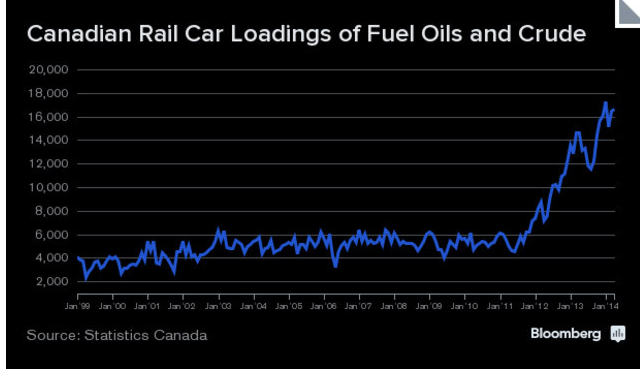 Canadian Rail Car Loadings of Fuel Oils and Crude
20,000
18,000
16,000
14,000
12,000
10,000
8,000
6,000
4,000
2,000
Jan '99 Jan '00 Jan '01 Jan '02 Jan '03 Jan '04 Jan '05 Jan '06 Jan '07 Jan '08 Jan '09 Jan '10 Jan '11 Jan '12 Jan '13 Jan '14
Source: Statistics Canada
Bloomberg